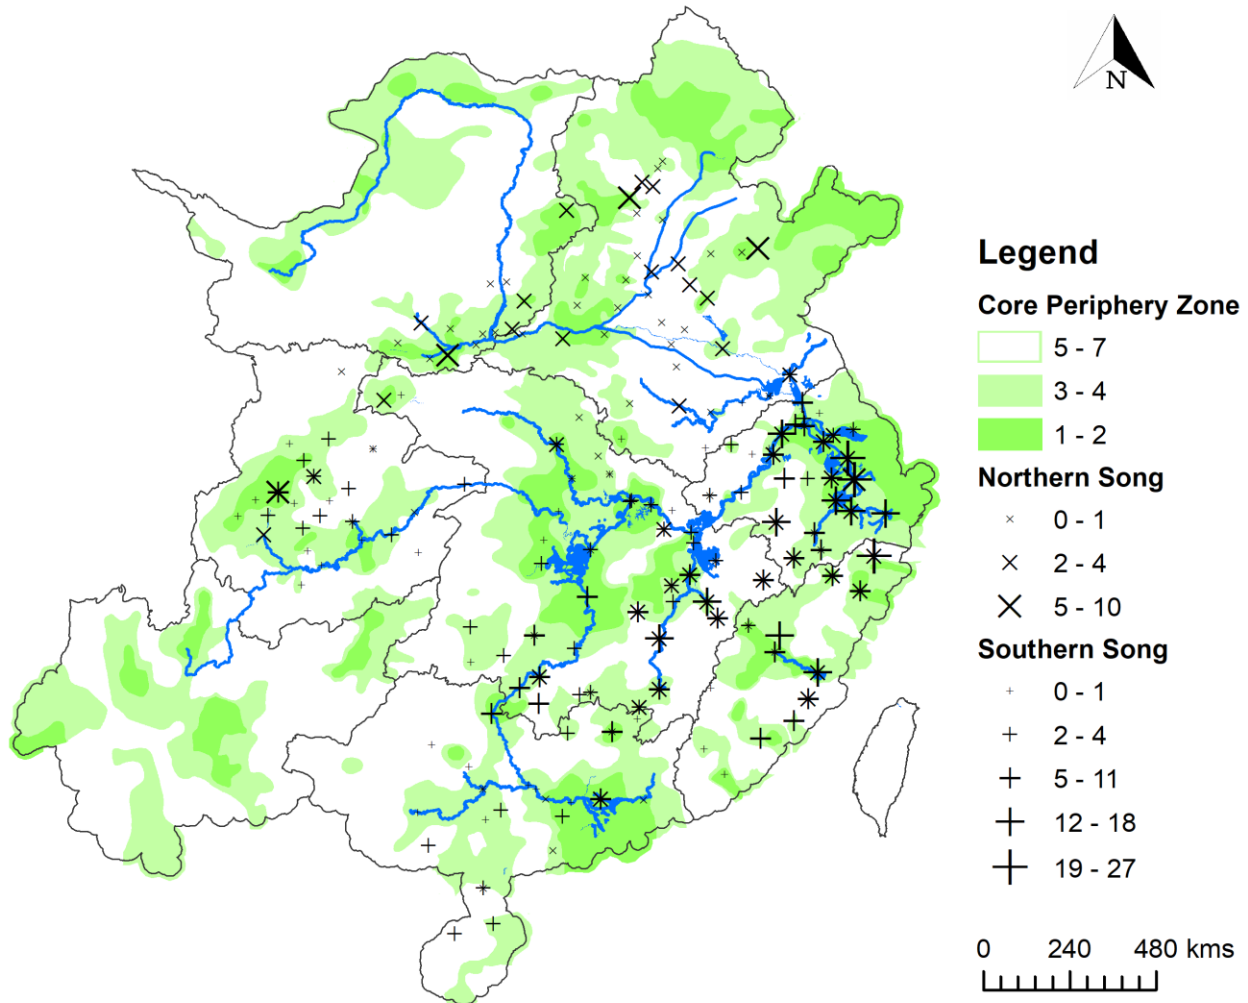 N
Legend
Core Periphery Zone
5 - 7
3 - 4
1 - 2
Northern Song
0 - 1
2 - 4
5 - 10
Southern Song
0 - 1
2 - 4
5 - 11
12 - 18
19 - 27
0 240 480 kms